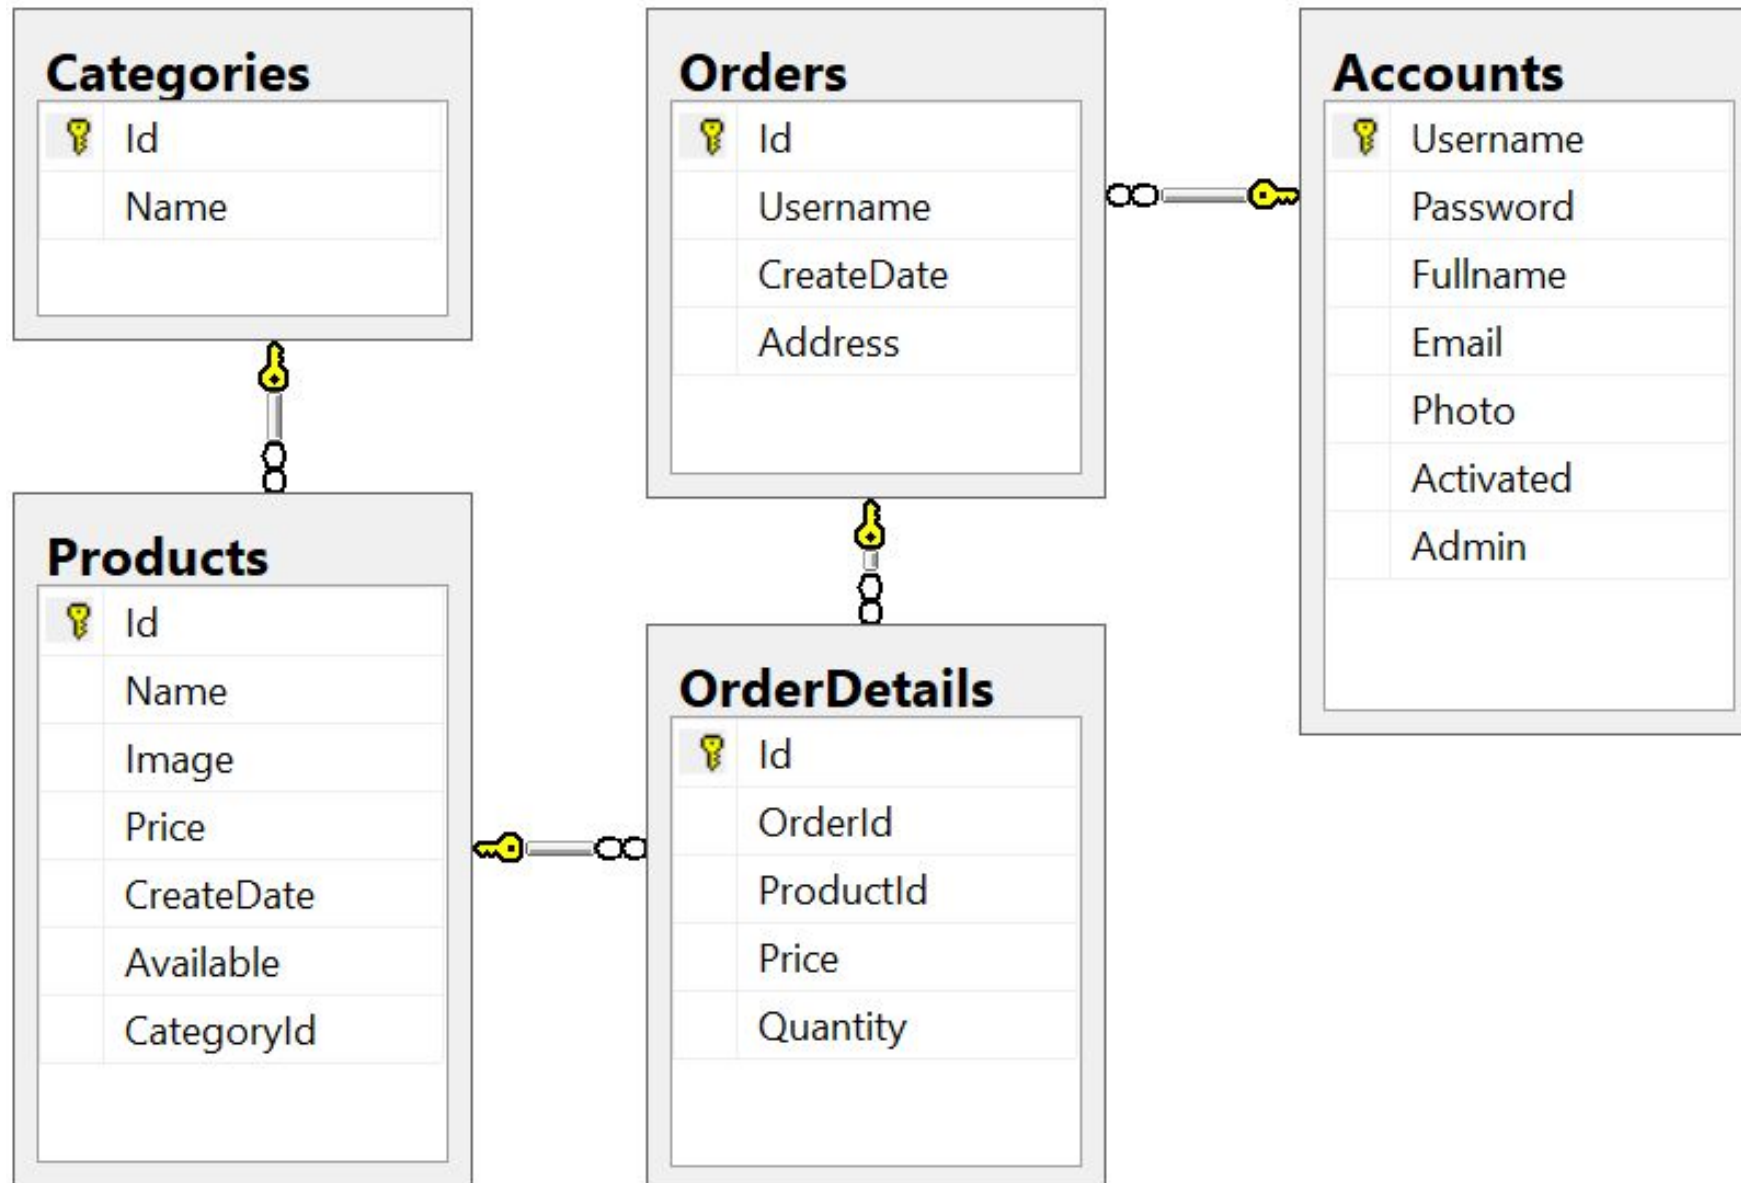 Categories
Id
Name
Products
Id
Name
Image
Price
CreateDate
Available
CategoryId
Orders
Id
Username
CreateDate
Address
OrderDetails
Id
OrderId
ProductId
Price
Quantity
Accounts
Username
Password
Fullname
Email
Photo
Activated
Admin